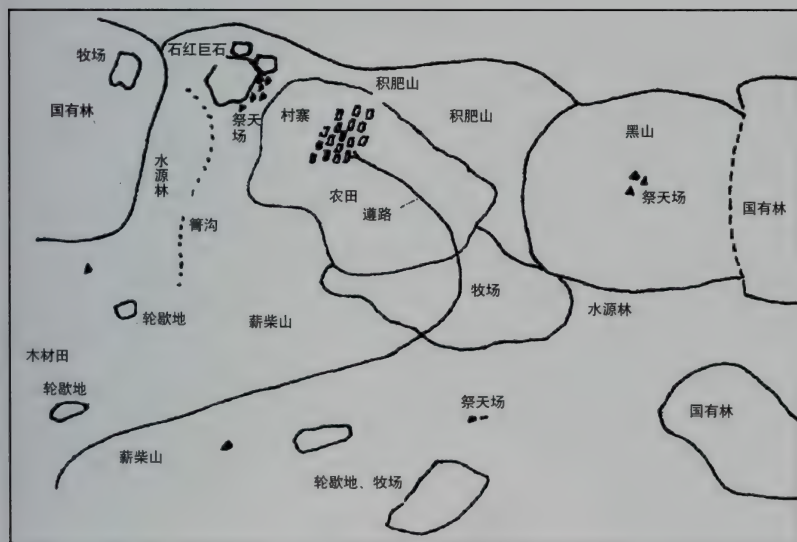 石红巨石
牧场
国有林
积肥山
祭天场
村寨
积肥山
黑山
水源林
农田
道路
祭天场
国有林
箐沟
牧场
水源林
轮歇地
薪柴山
木材田
轮歇地
祭天场
国有林
薪柴山
轮歇地、牧场